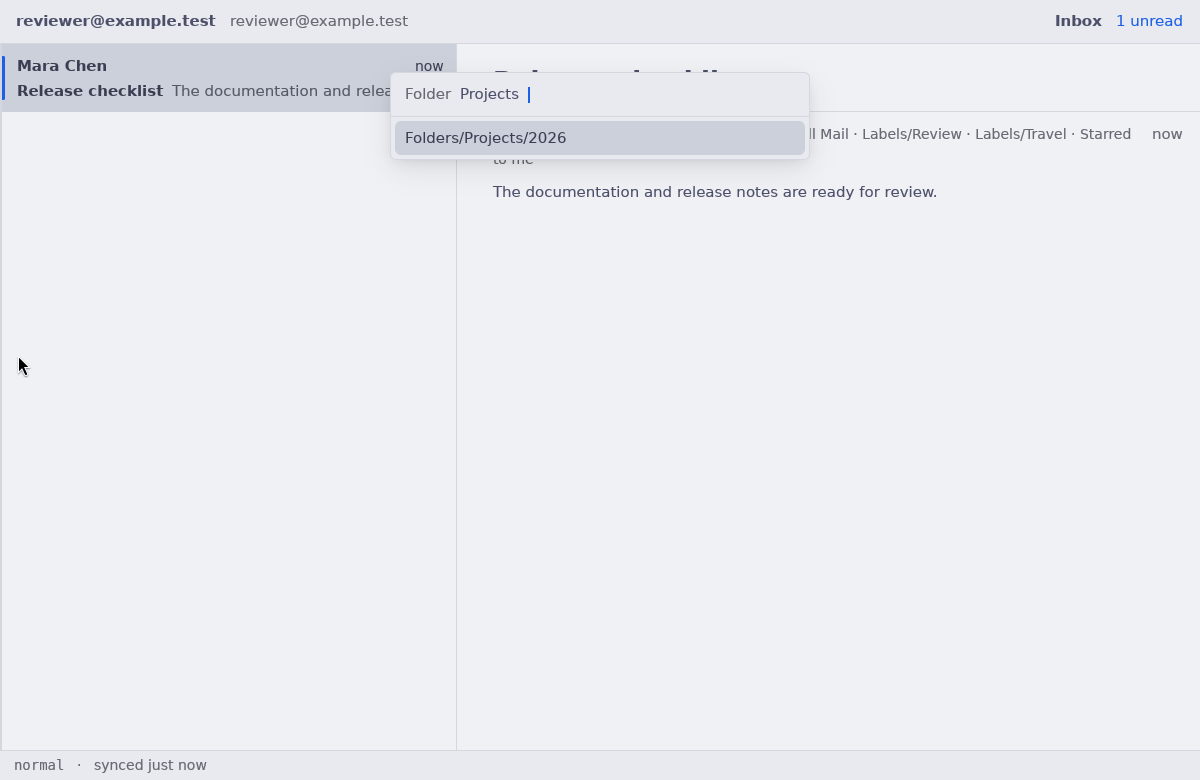 reviewer@example.test reviewer@example.test Inbox 1 unread
Mara Chen now
Release checklist The documentation and relea
Folder Projects
Folders/Projects/2026
Mail · Labels/Review · Labels/Travel · Starred now
to me
The documentation and release notes are ready for review.
normal · synced just now